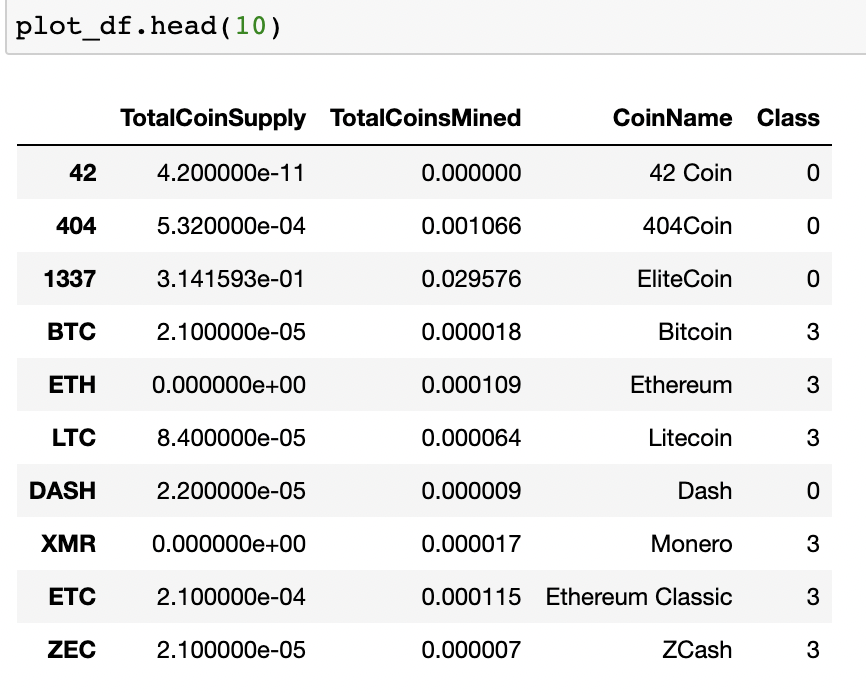 plot_df.head(10)
TotalCoinSupply TotalCoinsMined CoinName Class
42 4.200000e-11 0.000000 42 Coin 0
404 5.320000e-04 0.001066 404Coin 0
1337 3.141593e-01 0.029576 EliteCoin 0
BTC 2.100000e-05 0.000018 Bitcoin 3
ETH 0.000000e+00 0.000109 Ethereum 3
LTC 8.400000e-05 0.000064 Litecoin 3
DASH 2.200000e-05 0.000009 Dash 0
XMR 0.000000e+00 0.000017 Monero 3
ETC 2.100000e-04 0.000115 Ethereum Classic 3
ZEC 2.100000e-05 0.000007 ZCash 3